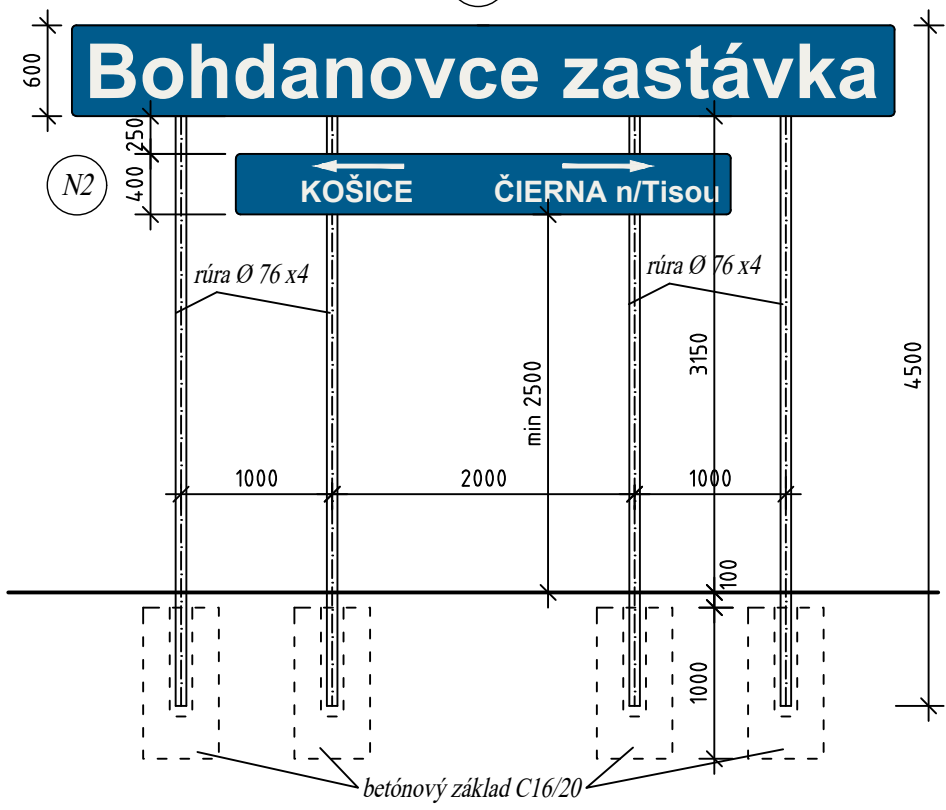 Bohdanovce zastávka
600
250
N2
400
KOŠICE
ČIERNA n/Tisou
rúra Ø 76 x4
rúra Ø 76 x4
3150
4500
min 2500
1000
2000
1000
100
1000
betónový základ C16/20